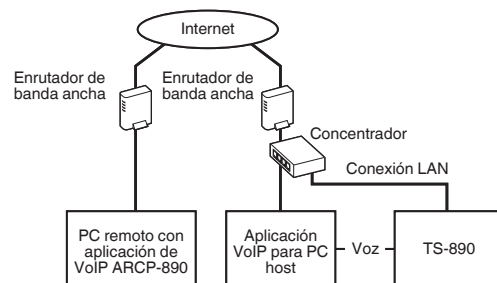 Internet
Enrutador de
banda ancha
Enrutador de
banda ancha
Concentrador
Conexión LAN
PC remoto con
aplicación de
VoIP ARCP-890
Aplicación
VoIP para PC
host
Voz
TS-890